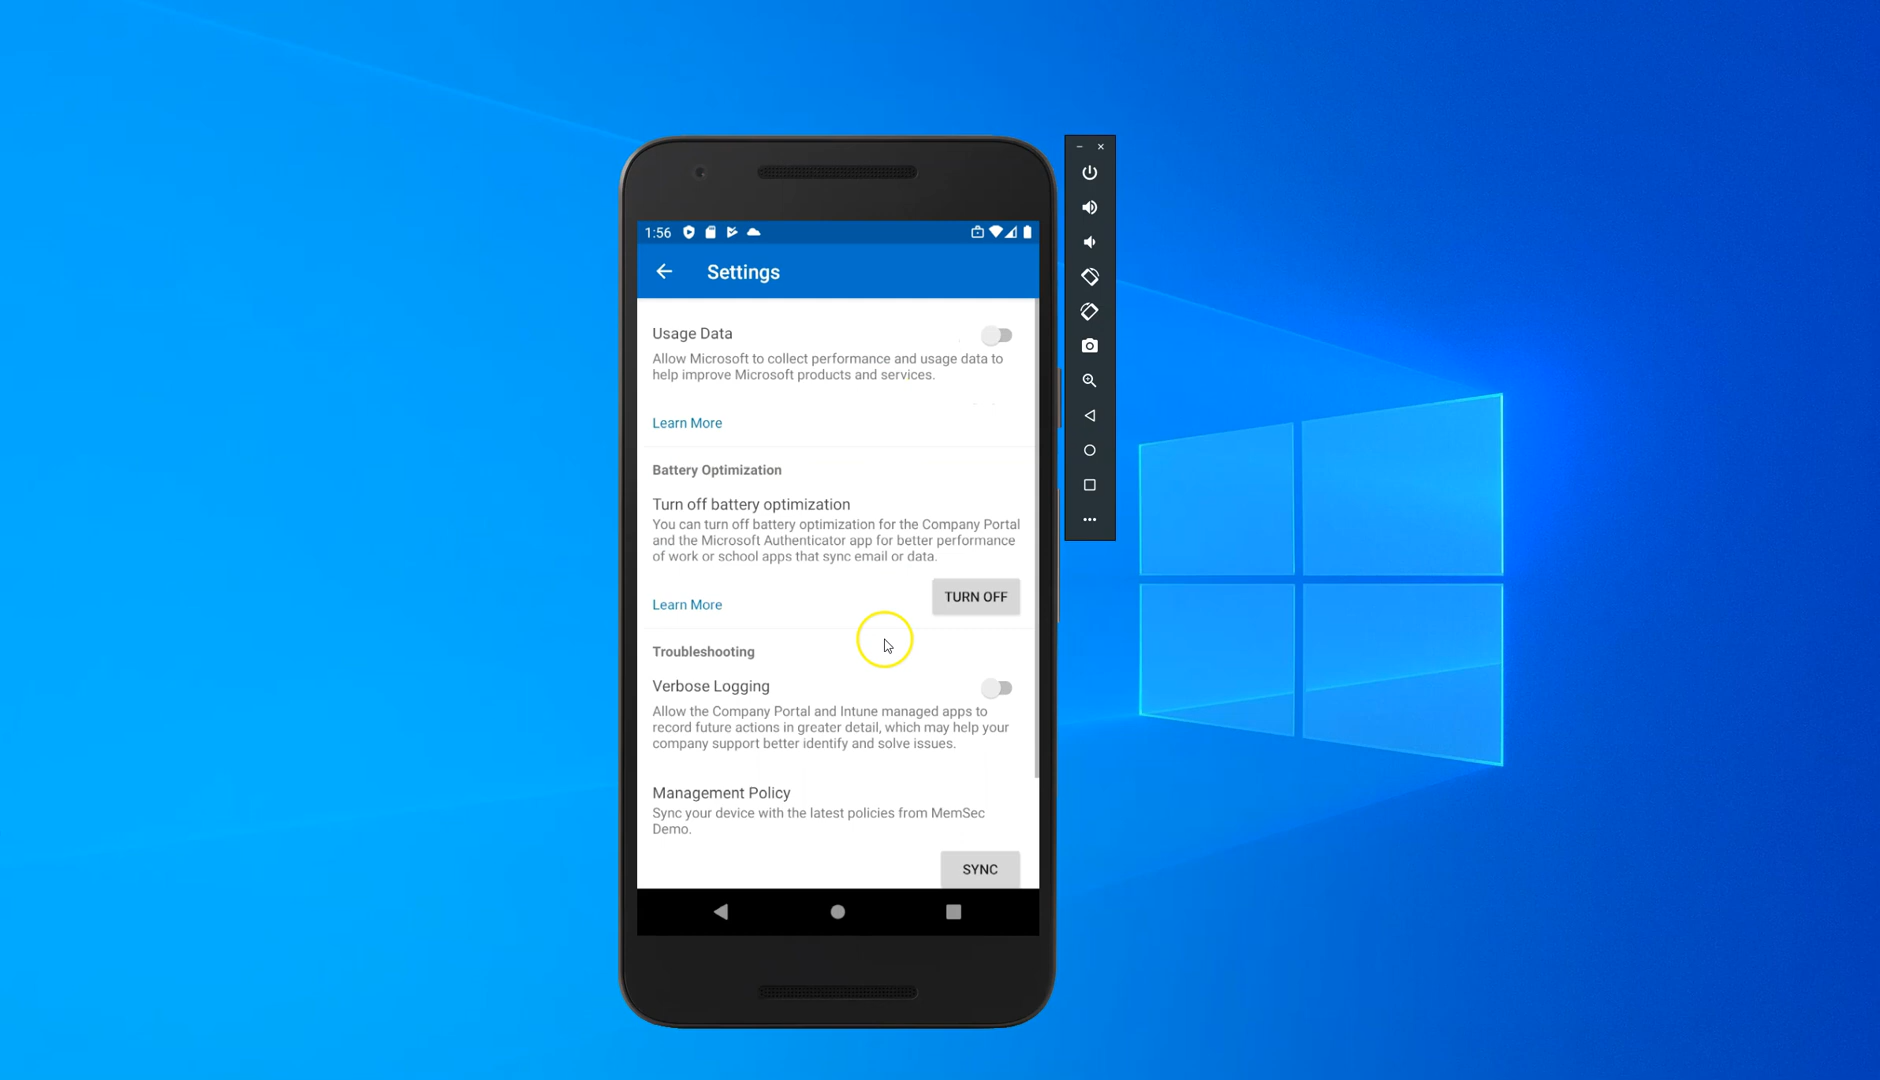 1:56
Settings
Usage Data
Allow Microsoft to collect performance and usage data to
help improve Microsoft products and services.
Learn More
Battery Optimization
Turn off battery optimization
You can turn off battery optimization for the Company Portal
and the Microsoft Authenticator app for better performance
of work or school apps that sync email or data.
TURN OFF
Learn More
Troubleshooting
Verbose Logging
Allow the Company Portal and Intune managed apps to
record future actions in greater detail, which may help your
company support better identify and solve issues.
Management Policy
Sync your device with the latest policies from MemSec
Demo.
SYNC